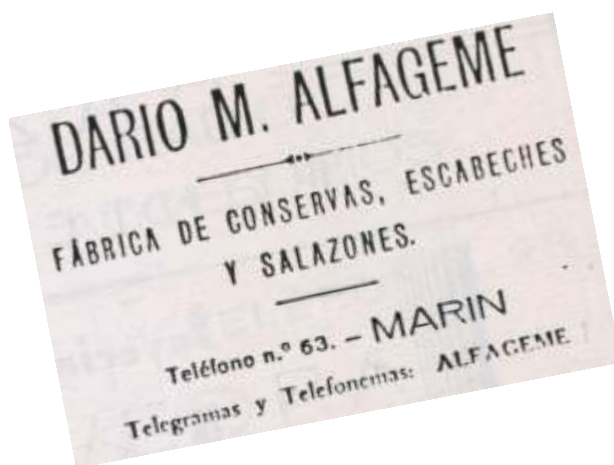 DARIO M. ALFAGEME
FÁBRICA DE CONSERVAS, ESCABECHES
Y SALAZONES.
Teléfono n.º 63. – MARIN
Telegramas y Telefonemas: ALFAGEME